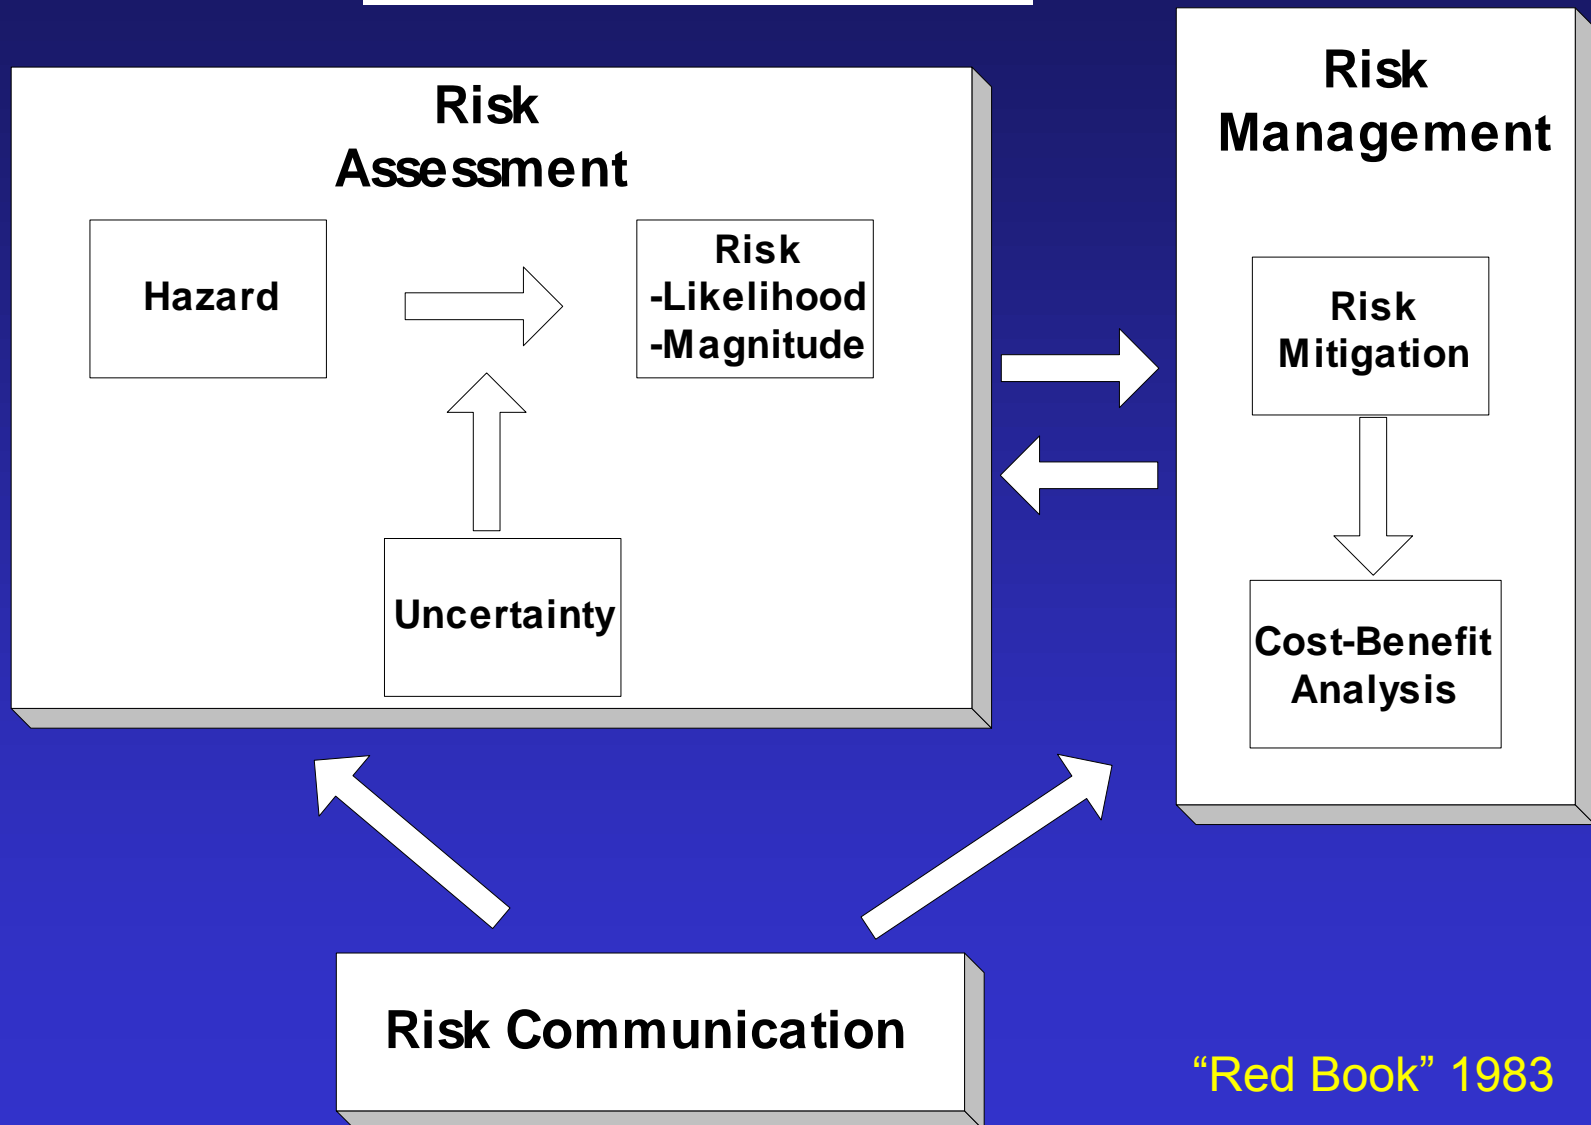 Risk
Assessment
Hazard
Risk
-Likelihood
-Magnitude
Uncertainty
Risk
Management
Risk
Mitigation
Cost-Benefit
Analysis
Risk Communication
“Red Book” 1983